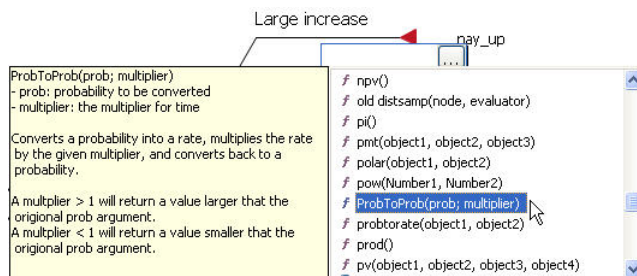 Large increase
nay_up
...
ProbToProb(prob; multiplier)
- prob: probability to be converted
- multiplier: the multiplier for time
Converts a probability into a rate, multiplies the rate
by the given multiplier, and converts back to a
probability.
A multplier > 1 will return a value larger that the
origional prob argument.
A multplier < 1 will return a value smaller that the
origional prob argument.
f npv()
f old distsamp(node, evaluator)
f pi()
f pmt(object1, object2, object3)
f polar(object1, object2)
f pow(Number1, Number2)
f ProbToProb(prob; multiplier)
f probtorate(object1, object2)
f prod()
f pv(object1, object2, object3, object4)